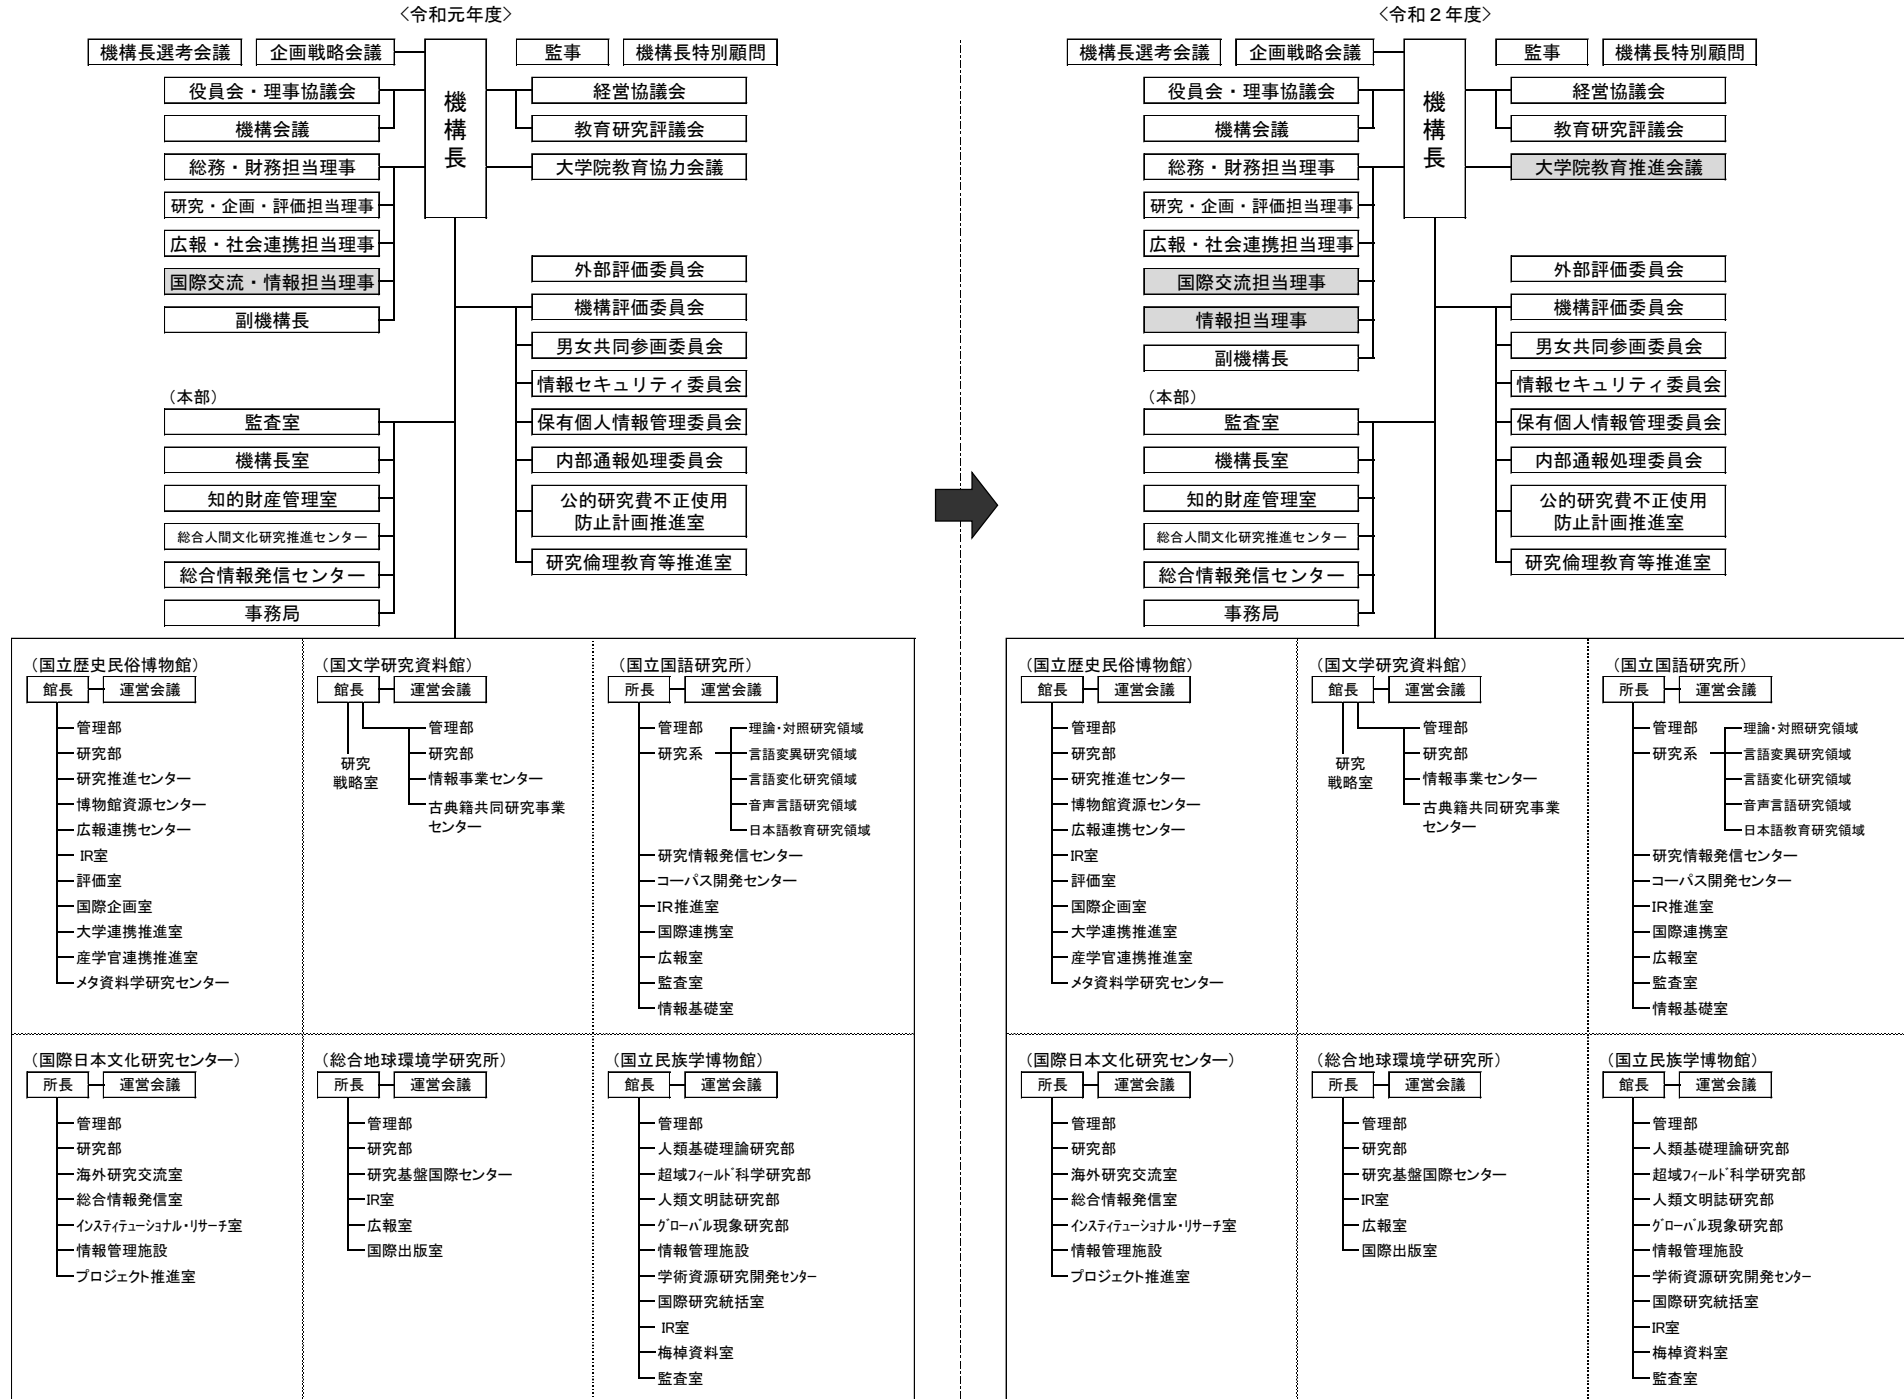 〈令和元年度〉
機構長選考会議
企画戦略会議
機構長
監事
機構長特別顧問
役員会・理事協議会
経営協議会
機構会議
教育研究評議会
総務・財務担当理事
大学院教育協力会議
研究・企画・評価担当理事
広報・社会連携担当理事
国際交流・情報担当理事
副機構長
外部評価委員会
機構評価委員会
男女共同参画委員会
情報セキュリティ委員会
保有個人情報管理委員会
内部通報処理委員会
公的研究費不正使用
防止計画推進室
研究倫理教育等推進室
（本部）
監査室
機構長室
知的財産管理室
総合人間文化研究推進センター
総合情報発信センター
事務局
（国立歴史民俗博物館）
館長
運営会議
管理部
研究部
研究推進センター
博物館資源センター
広報連携センター
IR室
評価室
国際企画室
大学連携推進室
産学官連携推進室
メタ資料学研究センター
（国文学研究資料館）
館長
運営会議
研究
戦略室
管理部
研究部
情報事業センター
古典籍共同研究事業
センター
（国立国語研究所）
所長
運営会議
管理部
研究系
理論・対照研究領域
言語変異研究領域
言語変化研究領域
音声言語研究領域
日本語教育研究領域
研究情報発信センター
コーパス開発センター
IR推進室
国際連携室
広報室
監査室
情報基礎室
（国際日本文化研究センター）
所長
運営会議
管理部
研究部
海外研究交流室
総合情報発信室
インスティテューショナル・リサーチ室
情報管理施設
プロジェクト推進室
（総合地球環境学研究所）
所長
運営会議
管理部
研究部
研究基盤国際センター
IR室
広報室
国際出版室
（国立民族学博物館）
館長
運営会議
管理部
人類基礎理論研究部
超域フィールド科学研究部
人類文明誌研究部
グローバル現象研究部
情報管理施設
学術資源研究開発センター
国際研究統括室
IR室
梅棹資料室
監査室
〈令和２年度〉
機構長選考会議
企画戦略会議
機構長
監事
機構長特別顧問
役員会・理事協議会
経営協議会
機構会議
教育研究評議会
総務・財務担当理事
大学院教育推進会議
研究・企画・評価担当理事
広報・社会連携担当理事
国際交流担当理事
情報担当理事
副機構長
外部評価委員会
機構評価委員会
男女共同参画委員会
情報セキュリティ委員会
保有個人情報管理委員会
内部通報処理委員会
公的研究費不正使用
防止計画推進室
研究倫理教育等推進室
（本部）
監査室
機構長室
知的財産管理室
総合人間文化研究推進センター
総合情報発信センター
事務局
（国立歴史民俗博物館）
館長
運営会議
管理部
研究部
研究推進センター
博物館資源センター
広報連携センター
IR室
評価室
国際企画室
大学連携推進室
産学官連携推進室
メタ資料学研究センター
（国文学研究資料館）
館長
運営会議
研究
戦略室
管理部
研究部
情報事業センター
古典籍共同研究事業
センター
（国立国語研究所）
所長
運営会議
管理部
研究系
理論・対照研究領域
言語変異研究領域
言語変化研究領域
音声言語研究領域
日本語教育研究領域
研究情報発信センター
コーパス開発センター
IR推進室
国際連携室
広報室
監査室
情報基礎室
（国際日本文化研究センター）
所長
運営会議
管理部
研究部
海外研究交流室
総合情報発信室
インスティテューショナル・リサーチ室
情報管理施設
プロジェクト推進室
（総合地球環境学研究所）
所長
運営会議
管理部
研究部
研究基盤国際センター
IR室
広報室
国際出版室
（国立民族学博物館）
館長
運営会議
管理部
人類基礎理論研究部
超域フィールド科学研究部
人類文明誌研究部
グローバル現象研究部
情報管理施設
学術資源研究開発センター
国際研究統括室
IR室
梅棹資料室
監査室